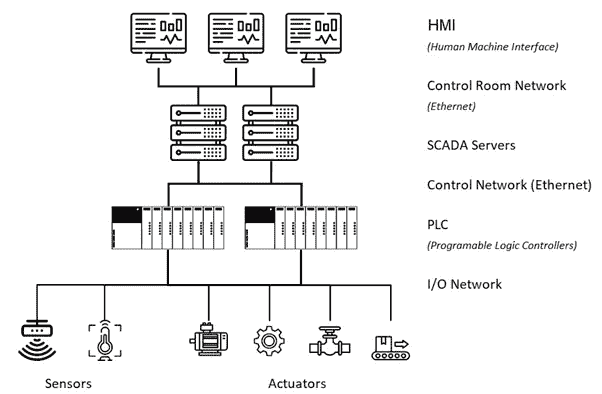 HMI
(Human Machine Interface)
Control Room Network
(Ethernet)
SCADA Servers
Control Network (Ethernet)
PLC
(Programable Logic Controllers)
I/O Network
Sensors
Actuators